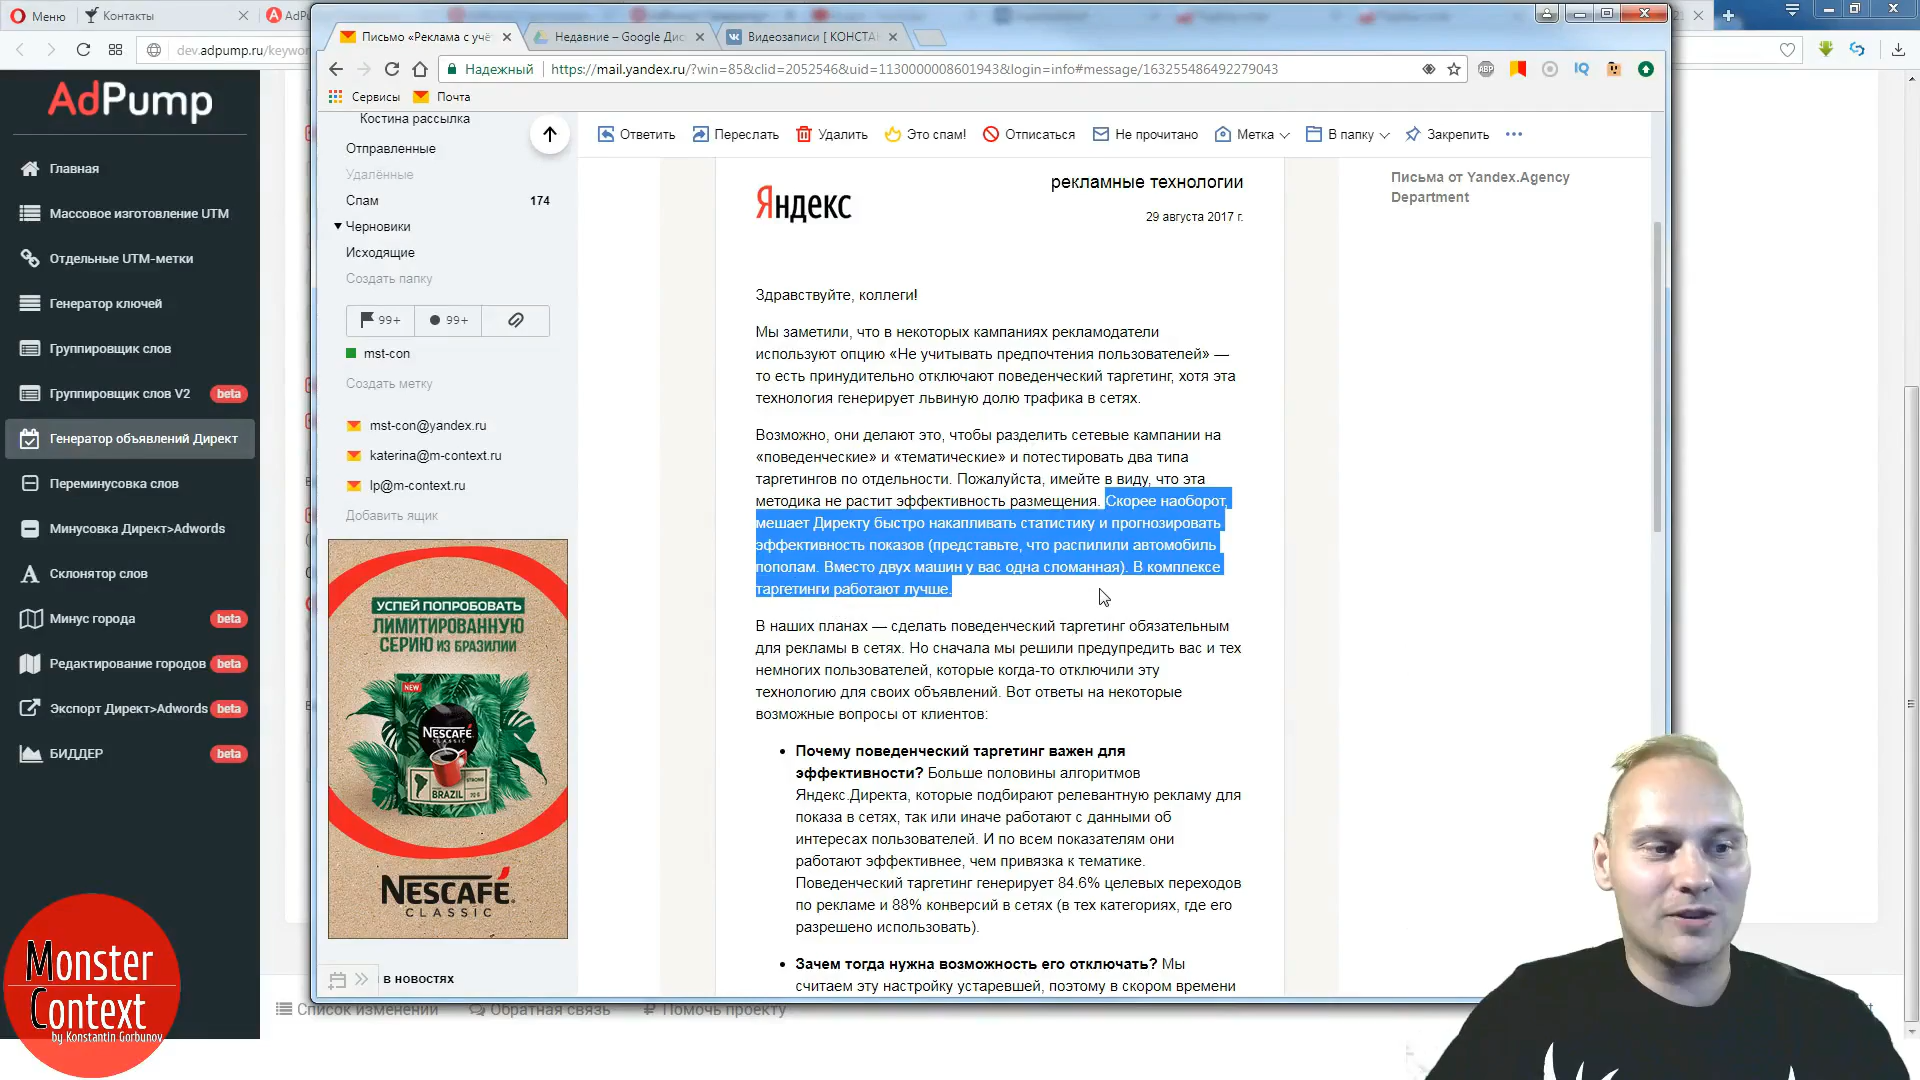 Меню
Контакты
AdPu
dev.adpump.ru/keywo
AdPump
Главная
Массовое изготовление UTM
Отдельные UTM-метки
Генератор ключей
Группировщик слов
Группировщик слов V2 beta
Генератор объявлений Директ
Переминусовка слов
Минусовка Директ>Adwords
Склонятор слов
Минус города beta
Редактирование городов beta
Экспорт Директ>Adwords beta
БИДДЕР beta
Monster
Context
by Konstantin Gorbunov
Письмо «Реклама с учё
Недавние – Google Дис
Видеозаписи [ КОНСТА
Надежный
https://mail.yandex.ru/?win=85&clid=2052546&uid=1130000008601943&login=info#message/163255486492279043
Сервисы
Почта
Костина рассылка
Отправленные
Удалённые
Спам 174
Черновики
Исходящие
Создать папку
99+ 99+
mst-con
Создать метку
mst-con@yandex.ru
katerina@m-context.ru
lp@m-context.ru
Добавить ящик
УСПЕЙ ПОПРОБОВАТЬ
ЛИМИТИРОВАННУЮ
СЕРИЮ ИЗ БРАЗИЛИИ
NEW
NESCAFÉ
CLASSIC
BRAZIL
NESCAFÉ
CLASSIC
в новостях
Ответить Переслать Удалить Это спам! Отписаться Не прочитано Метка В папку Закрепить
Яндекс
рекламные технологии
29 августа 2017 г.
Здравствуйте, коллеги!
Мы заметили, что в некоторых кампаниях рекламодатели
используют опцию «Не учитывать предпочтения пользователей» —
то есть принудительно отключают поведенческий таргетинг, хотя эта
технология генерирует львиную долю трафика в сетях.
Возможно, они делают это, чтобы разделить сетевые кампании на
«поведенческие» и «тематические» и потестировать два типа
таргетингов по отдельности. Пожалуйста, имейте в виду, что эта
методика не растит эффективность размещения. Скорее наоборот,
мешает Директу быстро накапливать статистику и прогнозировать
эффективность показов (представьте, что распилили автомобиль
пополам. Вместо двух машин у вас одна сломанная). В комплексе
таргетинги работают лучше.
В наших планах — сделать поведенческий таргетинг обязательным
для рекламы в сетях. Но сначала мы решили предупредить вас и тех
немногих пользователей, которые когда-то отключили эту
технологию для своих объявлений. Вот ответы на некоторые
возможные вопросы от клиентов:
• Почему поведенческий таргетинг важен для
эффективности? Больше половины алгоритмов
Яндекс.Директа, которые подбирают релевантную рекламу для
показа в сетях, так или иначе работают с данными об
интересах пользователей. И по всем показателям они
работают эффективнее, чем привязка к тематике.
Поведенческий таргетинг генерирует 84.6% целевых переходов
по рекламе и 88% конверсий в сетях (в тех категориях, где его
разрешено использовать).
• Зачем тогда нужна возможность его отключать? Мы
считаем эту настройку устаревшей, поэтому в скором времени
Письма от Yandex.Agency
Department
Список изменений
Обратная связь
Помочь проекту